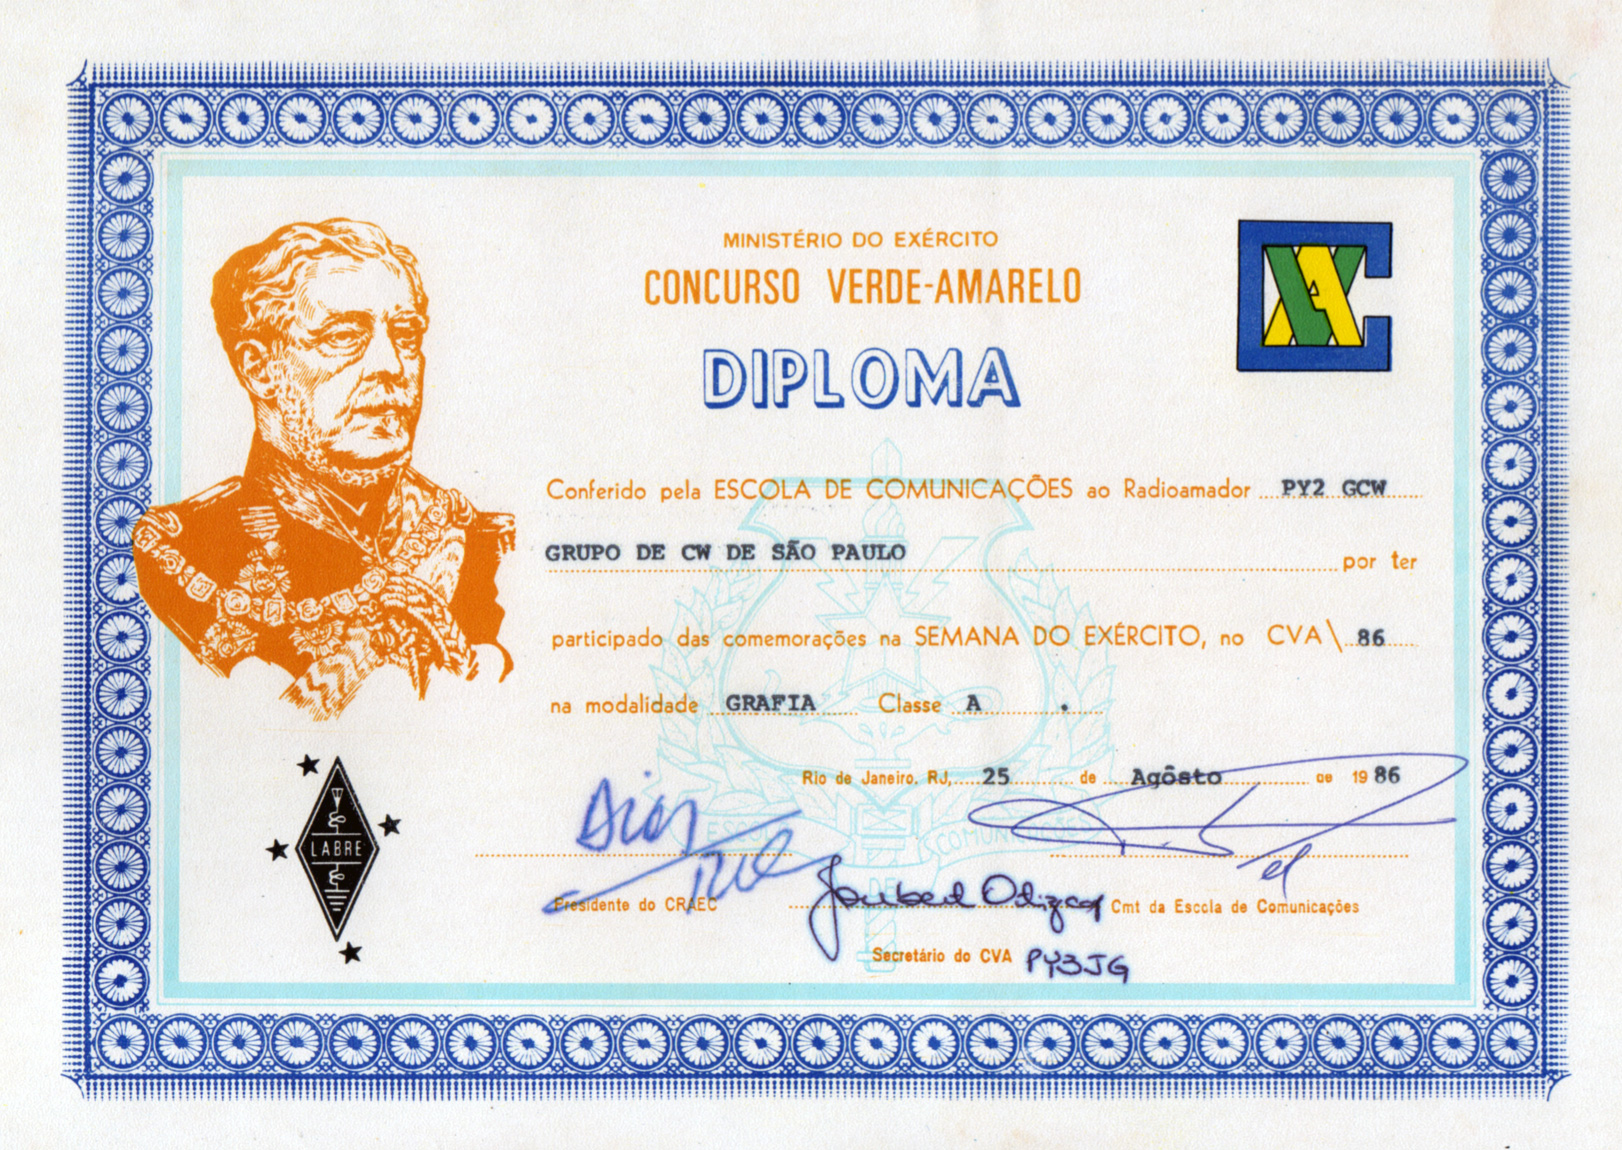 MINISTÉRIO DO EXÉRCITO
CONCURSO VERDE-AMARELO
DIPLOMA
Conferido pela ESCOLA DE COMUNICAÇÕES ao Radioamador PY2 GCW
GRUPO DE CW DE SÃO PAULO por ter
participado das comemorações na SEMANA DO EXÉRCITO, no CVA\ 86
na modalidade GRAFIA Classe A .
Rio de Janeiro, RJ, 25 de Agôsto de 1986
LABRE
ESCOLA COMUNICAÇÕES
DE
Presidente do CRAEC
Cmt da Escola de Comunicações
Secretário do CVA PY3JG